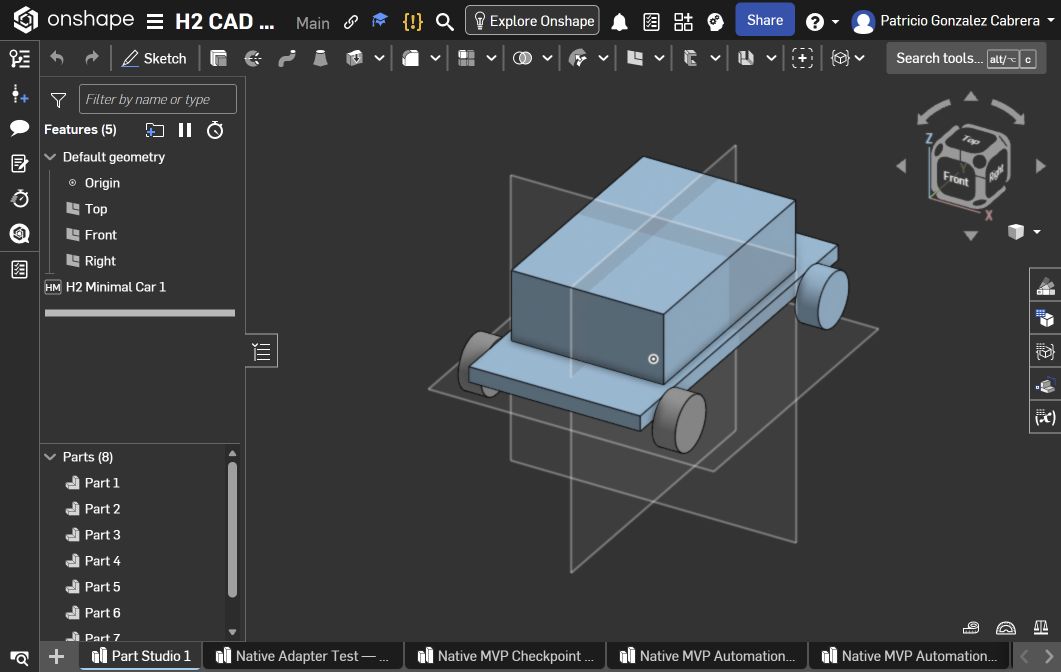 onshape H2 CAD ... Main Explore Onshape Share Patricio Gonzalez Cabrera
Sketch Search tools... alt/⌥ c
Filter by name or type
Features (5)
Default geometry
Origin
Top
Front
Right
HM H2 Minimal Car 1
Z Top Front Right Y X
Parts (8)
Part 1
Part 2
Part 3
Part 4
Part 5
Part 6
Part 7
Part Studio 1 Native Adapter Test — ... Native MVP Checkpoint ... Native MVP Automation... Native MVP Automation...